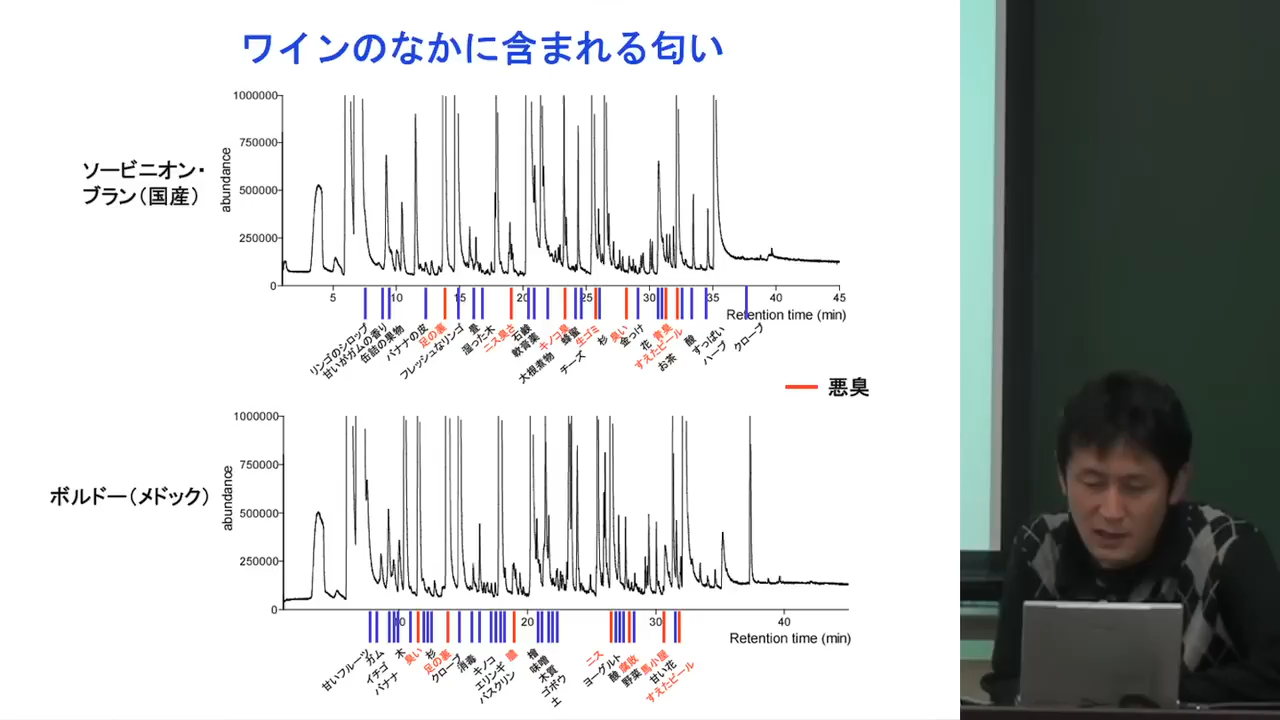 ワインのなかに含まれる匂い
ソービニオン・
ブラン（国産）
abundance
1000000
750000
500000
250000
0
5
10
15
20
25
30
35
45
Retention time (min)
リンゴのシロップ
甘いがガムの香り
缶詰の果物
バナナの皮
足の裏
フレッシュなリンゴ
畳
湿った木
ニス臭さ
石鹸
軟膏薬
大根煮物
キノコ臭
蜂蜜
チーズ
生ゴミ
杉
臭い
金っけ
花
青臭
すえたビール
お茶
酸
すっぱい
ハーブ
クローブ
悪臭
ボルドー（メドック）
abundance
1000000
750000
500000
250000
0
10
20
30
40
Retention time (min)
甘いフルーツ
ガム
イチゴ
バナナ
木
臭い
杉
足の裏
クローブ
消毒
キノコ
エリンギ
バスクリン
檜
味噌
木質
ゴボウ
土
ニス
ヨーグルト
酸
腐敗
野菜
馬小屋
甘い花
すえたビール